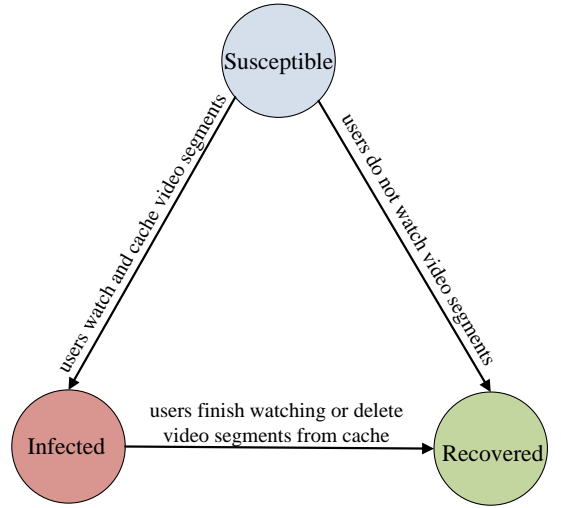 Susceptible
users watch and cache video segments
users do not watch video segments
users finish watching or delete
video segments from cache
Infected
Recovered